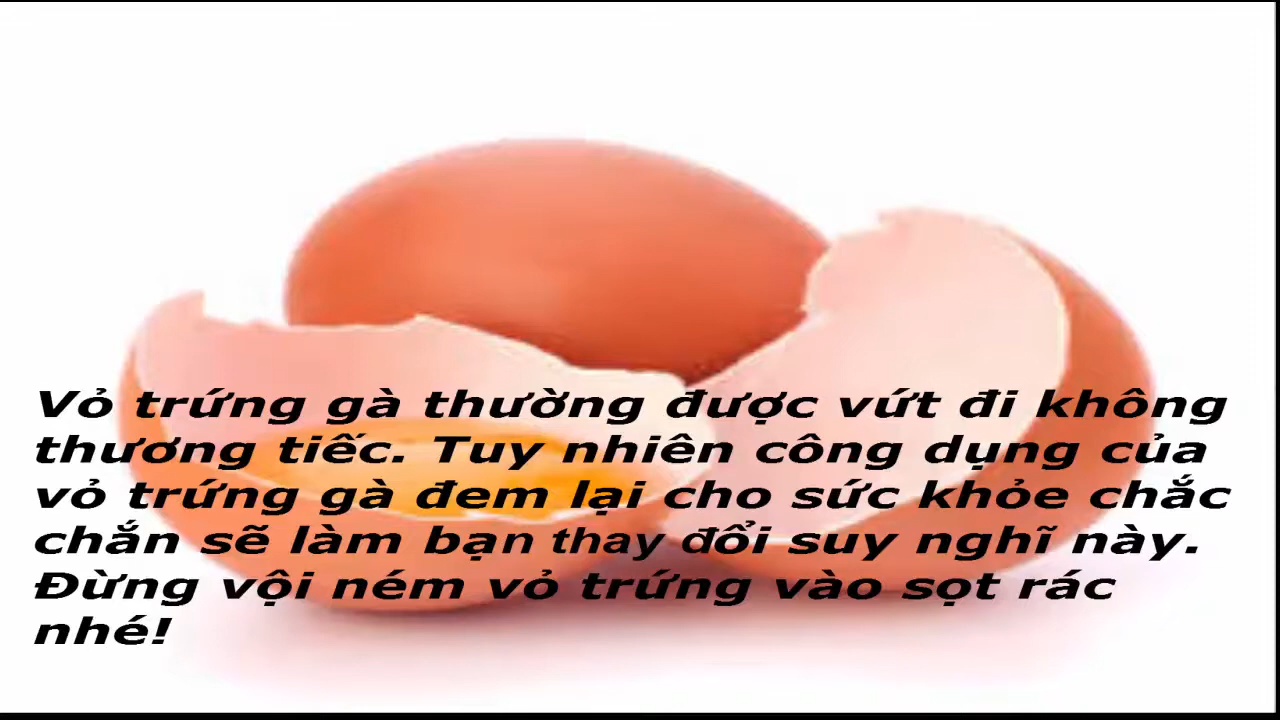 Vỏ trứng gà thường được vứt đi không
thương tiếc. Tuy nhiên công dụng của
vỏ trứng gà đem lại cho sức khỏe chắc
chắn sẽ làm bạn thay đổi suy nghĩ này.
Đừng vội ném vỏ trứng vào sọt rác
nhé!